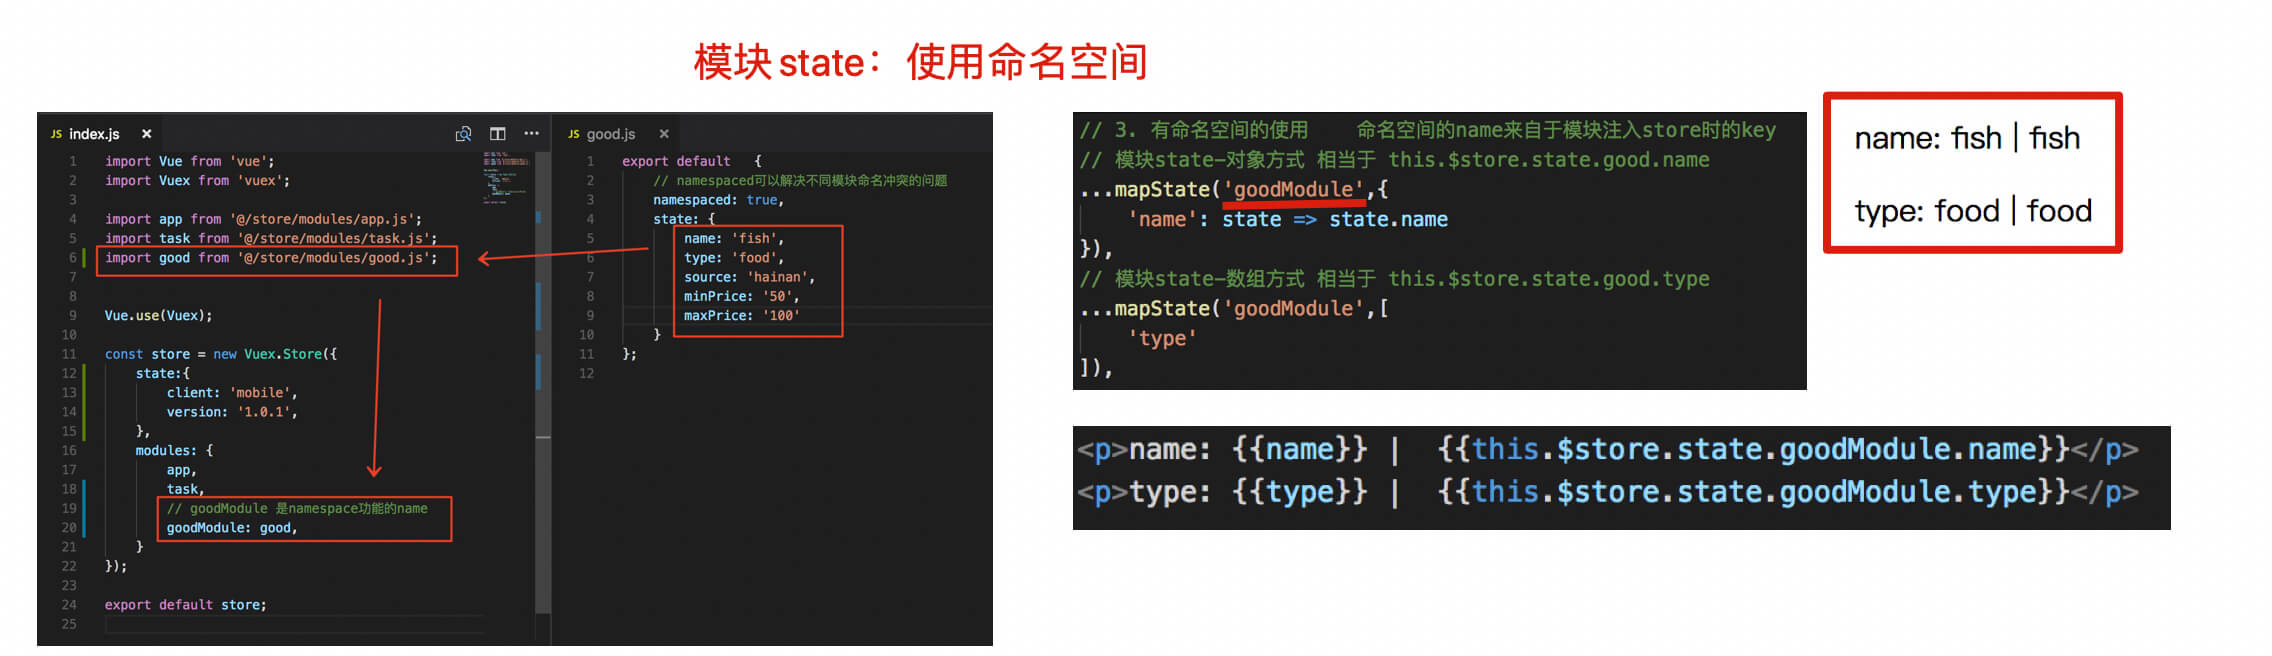 模块 state：使用命名空间
JS index.js ×
1 import Vue from 'vue';
2 import Vuex from 'vuex';
3
4 import app from '@/store/modules/app.js';
5 import task from '@/store/modules/task.js';
6 import good from '@/store/modules/good.js';
7
8
9 Vue.use(Vuex);
10
11 const store = new Vuex.Store({
12 state:{
13 client: 'mobile',
14 version: '1.0.1',
15 },
16 modules: {
17 app,
18 task,
19 // goodModule 是namespace功能的name
20 goodModule: good,
21 }
22 });
23
24 export default store;
25
JS good.js ×
1 export default {
2 // namespaced可以解决不同模块命名冲突的问题
3 namespaced: true,
4 state: {
5 name: 'fish',
6 type: 'food',
7 source: 'hainan',
8 minPrice: '50',
9 maxPrice: '100'
10 }
11 };
12
// 3. 有命名空间的使用 命名空间的name来自于模块注入store时的key
// 模块state-对象方式 相当于 this.$store.state.good.name
...mapState('goodModule',{
'name': state => state.name
}),
// 模块state-数组方式 相当于 this.$store.state.good.type
...mapState('goodModule',[
'type'
]),
name: fish | fish
type: food | food
<p>name: {{name}} | {{this.$store.state.goodModule.name}}</p>
<p>type: {{type}} | {{this.$store.state.goodModule.type}}</p>